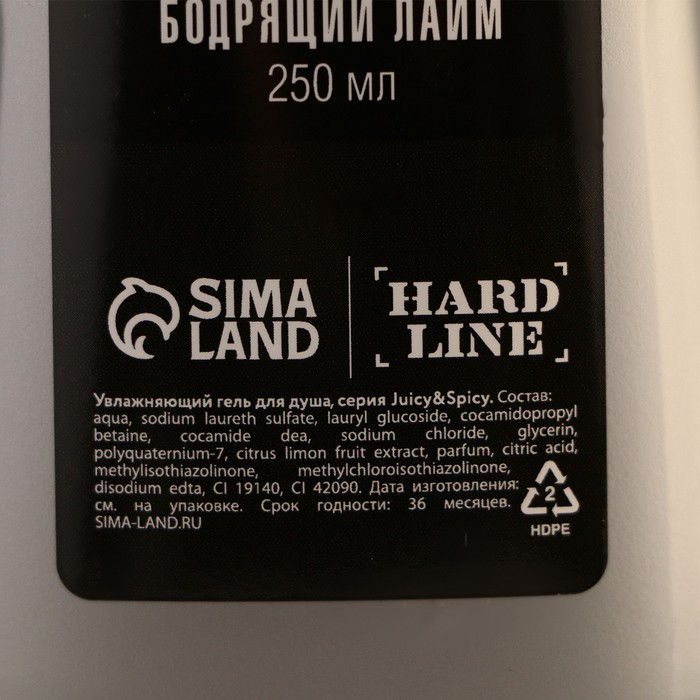 БОДРЯЩИЙ ЛАЙМ
250 мл
SIMA LAND
HARD LINE
Увлажняющий гель для душа, серия Juicy&Spicy. Состав:
aqua, sodium laureth sulfate, lauryl glucoside, cocamidopropyl
betaine, cocamide dea, sodium chloride, glycerin,
polyquaternium-7, citrus limon fruit extract, parfum, citric acid,
methylisothiazolinone, methylchloroisothiazolinone,
disodium edta, CI 19140, CI 42090. Дата изготовления:
см. на упаковке. Срок годности: 36 месяцев.
SIMA-LAND.RU
2
HDPE